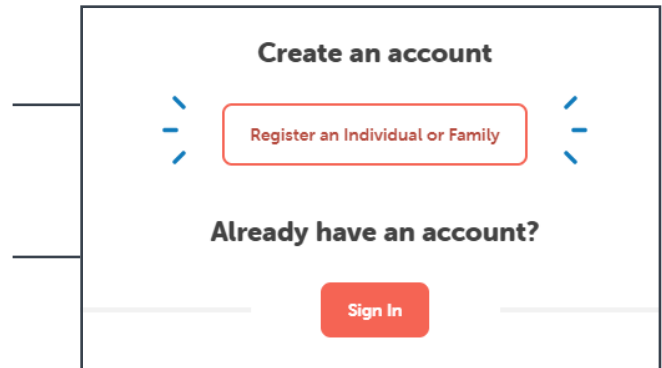 Create an account
Register an Individual or Family
Already have an account?
Sign In